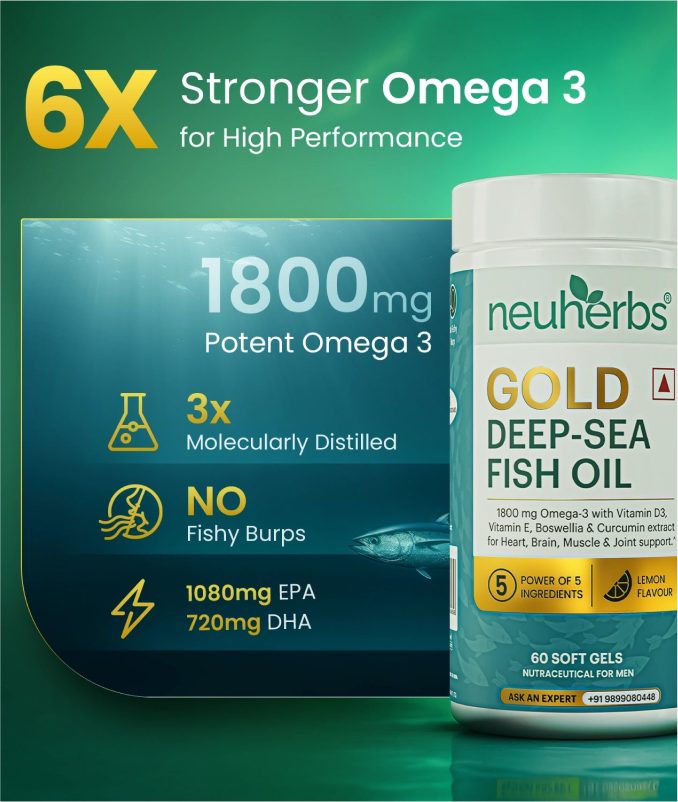 6X
Stronger Omega 3
for High Performance
1800mg
Potent Omega 3
3x
Molecularly Distilled
NO
Fishy Burps
1080mg EPA
720mg DHA
neuherbs®
GOLD
DEEP-SEA
FISH OIL
1800 mg Omega-3 with Vitamin D3,
Vitamin E, Boswellia & Curcumin extract
for Heart, Brain, Muscle & Joint support.^
5
POWER OF 5
INGREDIENTS
LEMON
FLAVOUR
60 SOFT GELS
NUTRACEUTICAL FOR MEN
ASK AN EXPERT +91 9899080448